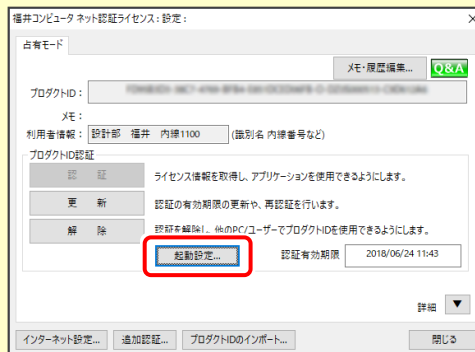 福井コンピュータ ネット認証ライセンス : 設定 :
占有モード
メモ・履歴編集... Q&A
プロダクトID :
メモ :
利用者情報 : 設計部 福井 内線1100 (識別名 内線番号など)
プロダクトID認証
認 証 ライセンス情報を取得し、アプリケーションを使用できるようにします。
更 新 認証の有効期限の更新や、再認証を行います。
解 除 認証を解除し、他のPC/ユーザーでプロダクトIDを使用できるようにします。
起動設定... 認証有効期限 2018/06/24 11:43
詳細 ▼
インターネット設定... 追加認証... プロダクトIDのインポート... 閉じる